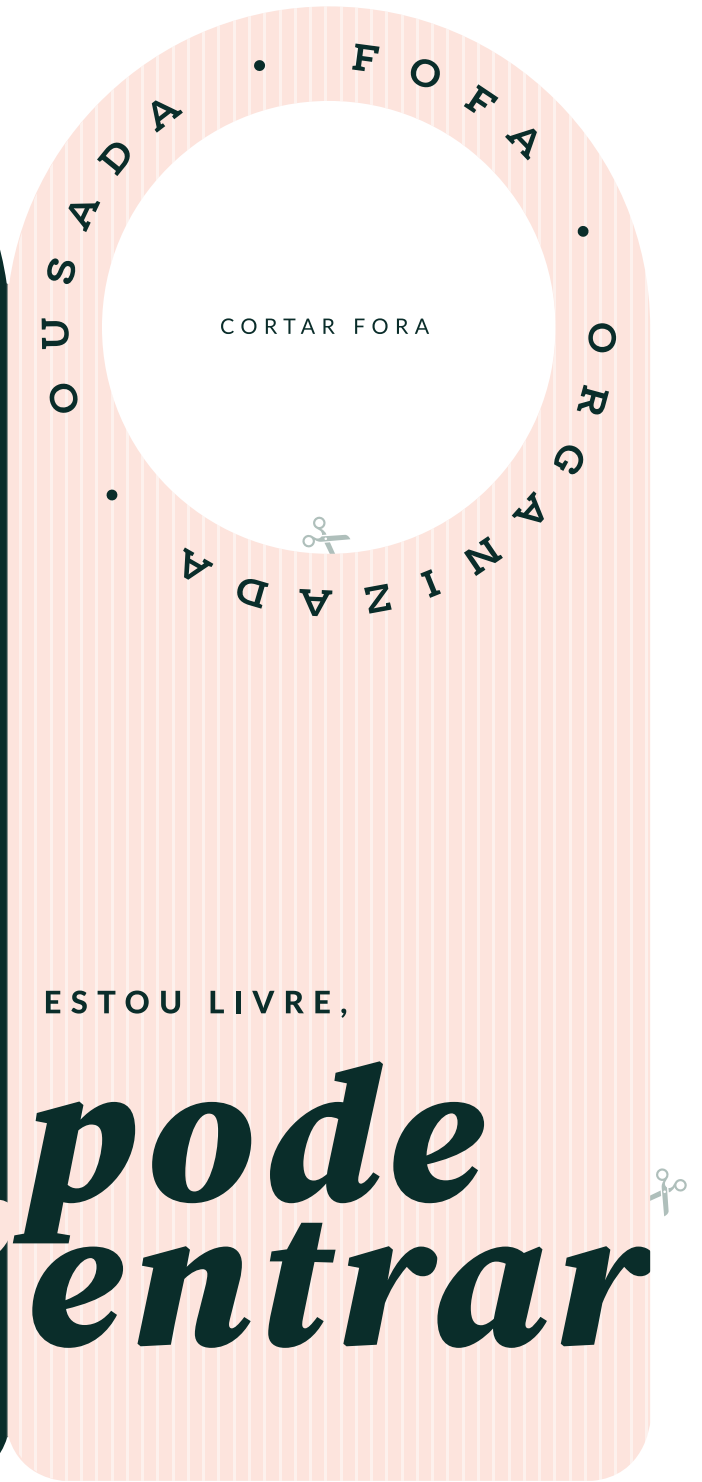 OUSADA • FOFA • ORGANIZADA •
CORTAR FORA
ESTOU LIVRE,
pode
entrar